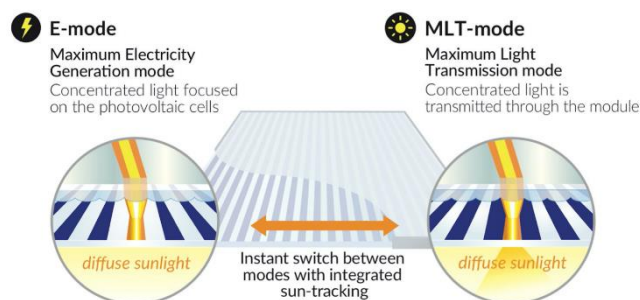 E-mode
Maximum Electricity
Generation mode
Concentrated light focused
on the photovoltaic cells
MLT-mode
Maximum Light
Transmission mode
Concentrated light is
transmitted through the module
diffuse sunlight
Instant switch between
modes with integrated
sun-tracking
diffuse sunlight